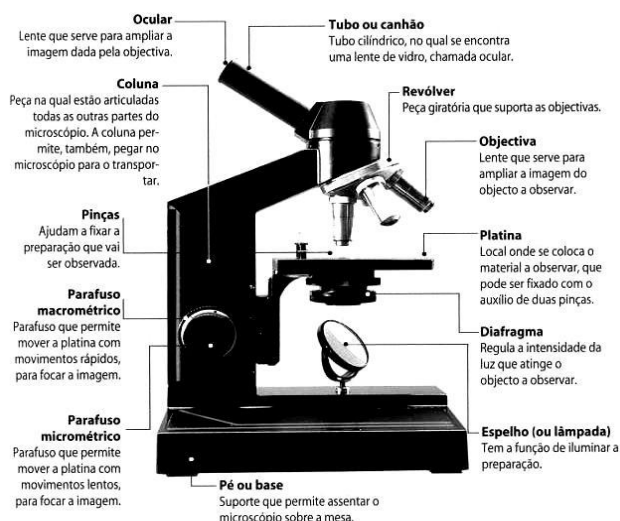 Ocular
Lente que serve para ampliar a
imagem dada pela objectiva.
Coluna
Peça na qual estão articuladas
todas as outras partes do
microscópio. A coluna per-
mite, também, pegar no
microscópio para o transpor-
tar.
Pinças
Ajudam a fixar a
preparação que vai
ser observada.
Parafuso
macrométrico
Parafuso que permite
mover a platina com
movimentos rápidos,
para focar a imagem.
Parafuso
micrométrico
Parafuso que permite
mover a platina com
movimentos lentos,
para focar a imagem.
Tubo ou canhão
Tubo cilíndrico, no qual se encontra
uma lente de vidro, chamada ocular.
Revólver
Peça giratória que suporta as objectivas.
Objectiva
Lente que serve para
ampliar a imagem do
objecto a observar.
Platina
Local onde se coloca o
material a observar, que
pode ser fixado com o
auxílio de duas pinças.
Diafragma
Regula a intensidade da
luz que atinge o
objecto a observar.
Espelho (ou lâmpada)
Tem a função de iluminar a
preparação.
Pé ou base
Suporte que permite assentar o
microscópio sobre a mesa.